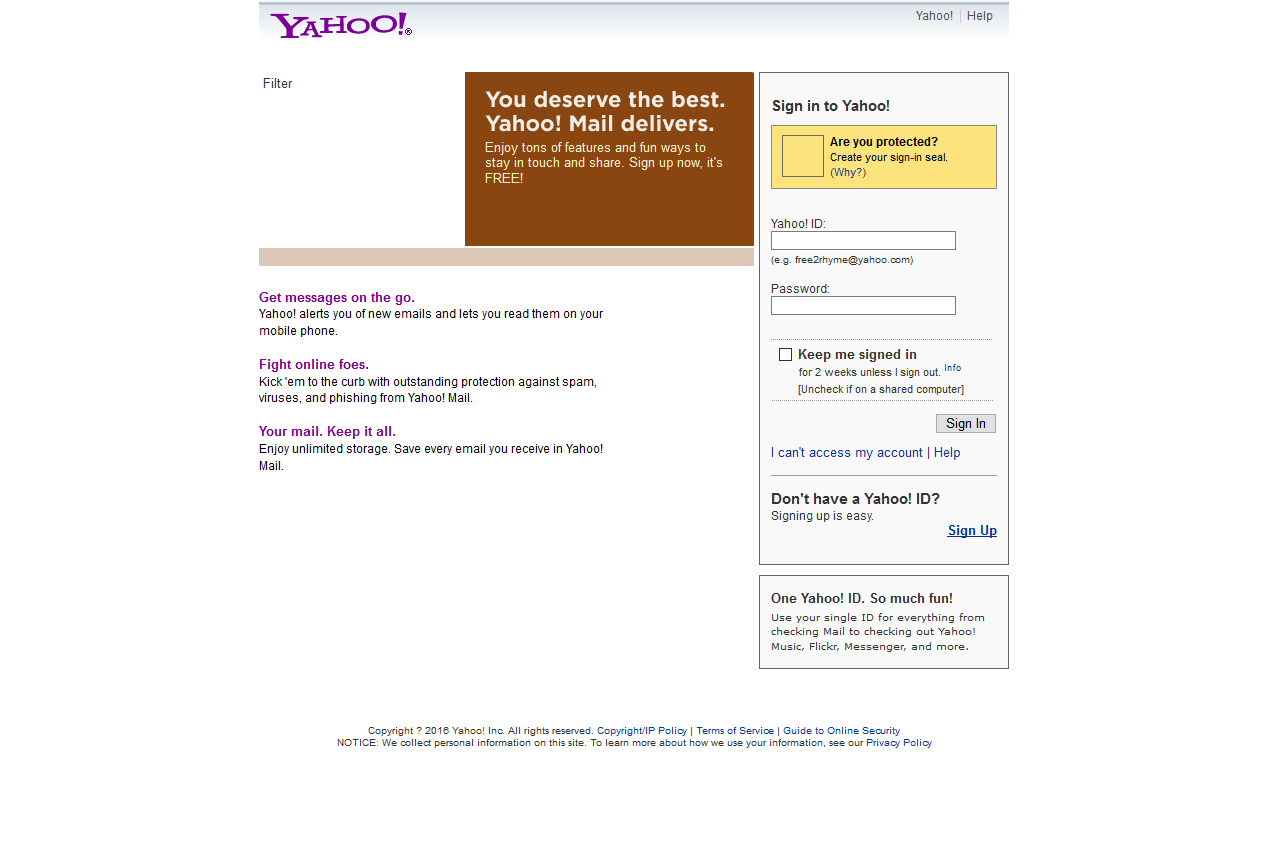 YAHOO!®
Yahoo! | Help
Filter
You deserve the best.
Yahoo! Mail delivers.
Enjoy tons of features and fun ways to
stay in touch and share. Sign up now, it's
FREE!
Get messages on the go.
Yahoo! alerts you of new emails and lets you read them on your
mobile phone.
Fight online foes.
Kick 'em to the curb with outstanding protection against spam,
viruses, and phishing from Yahoo! Mail.
Your mail. Keep it all.
Enjoy unlimited storage. Save every email you receive in Yahoo!
Mail.
Sign in to Yahoo!
Are you protected?
Create your sign-in seal.
(Why?)
Yahoo! ID:
(e.g. free2rhyme@yahoo.com)
Password:
Keep me signed in
for 2 weeks unless I sign out. Info
[Uncheck if on a shared computer]
Sign In
I can't access my account | Help
Don't have a Yahoo! ID?
Signing up is easy.
Sign Up
One Yahoo! ID. So much fun!
Use your single ID for everything from
checking Mail to checking out Yahoo!
Music, Flickr, Messenger, and more.
Copyright ? 2016 Yahoo! Inc. All rights reserved. Copyright/IP Policy | Terms of Service | Guide to Online Security
NOTICE: We collect personal information on this site. To learn more about how we use your information, see our Privacy Policy